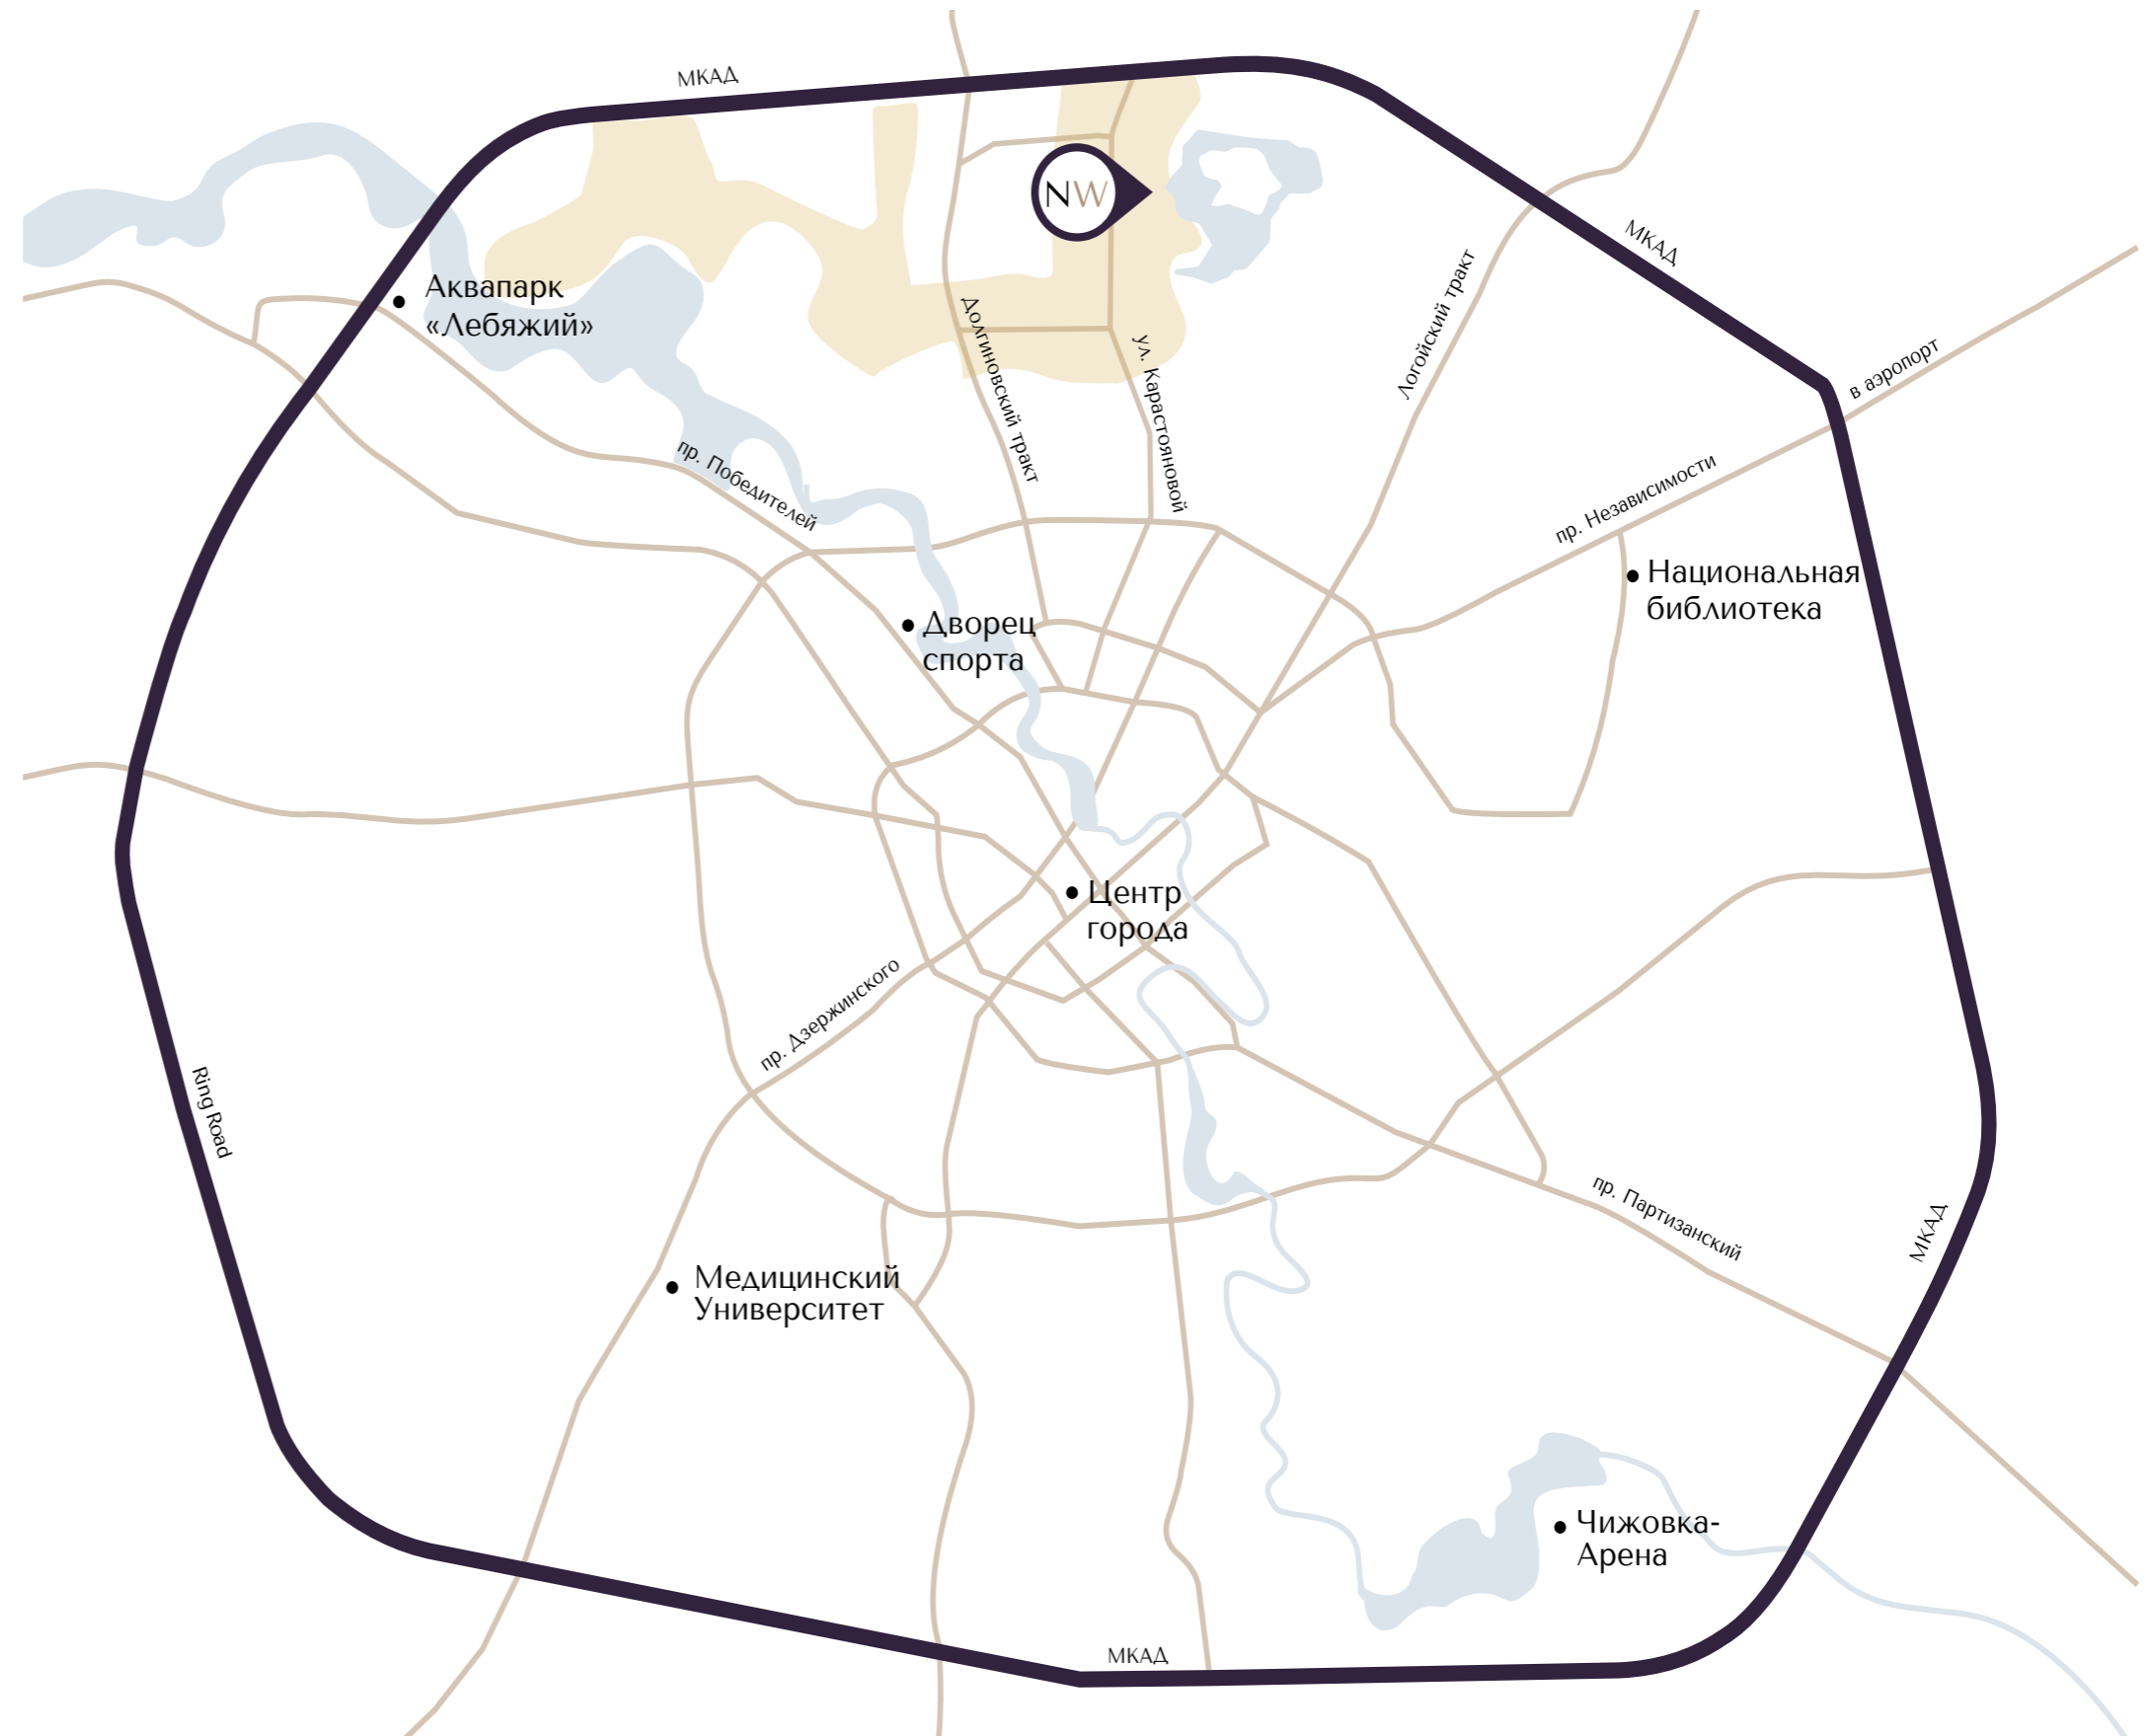 МКАД
NW
МКАД
Аквапарк
«Лебяжий»
Долгиновский тракт
ул. Карастояновой
Логойский тракт
в аэропорт
пр. Победителей
пр. Независимости
Национальная
библиотека
Дворец
спорта
Центр
города
пр. Дзержинского
Ring Road
пр. Партизанский
МКАД
Медицинский
Университет
Чижовка-
Арена
МКАД